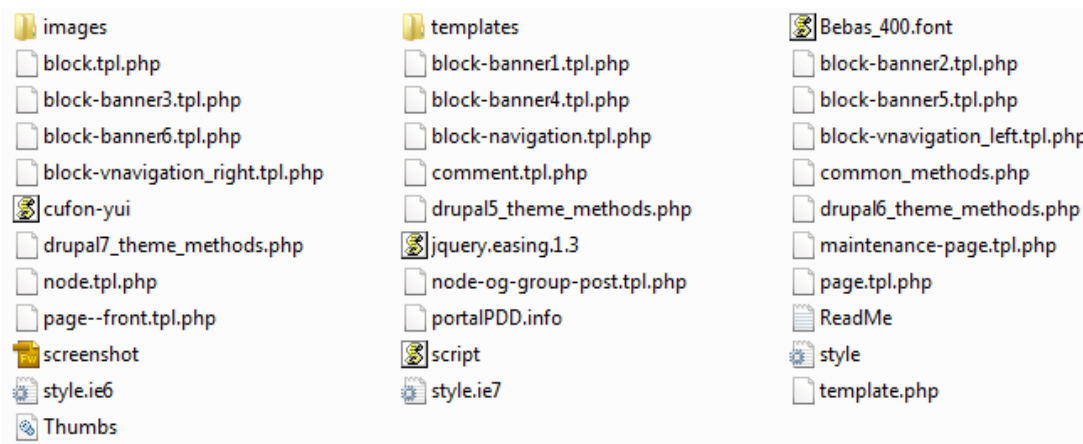 images templates Bebas_400.font
block.tpl.php block-banner1.tpl.php block-banner2.tpl.php
block-banner3.tpl.php block-banner4.tpl.php block-banner5.tpl.php
block-banner6.tpl.php block-navigation.tpl.php block-vnavigation_left.tpl.php
block-vnavigation_right.tpl.php comment.tpl.php common_methods.php
cufon-yui drupal5_theme_methods.php drupal6_theme_methods.php
drupal7_theme_methods.php jquery.easing.1.3 maintenance-page.tpl.php
node.tpl.php node-og-group-post.tpl.php page.tpl.php
page--front.tpl.php portalPDD.info ReadMe
screenshot script style
style.ie6 style.ie7 template.php
Thumbs